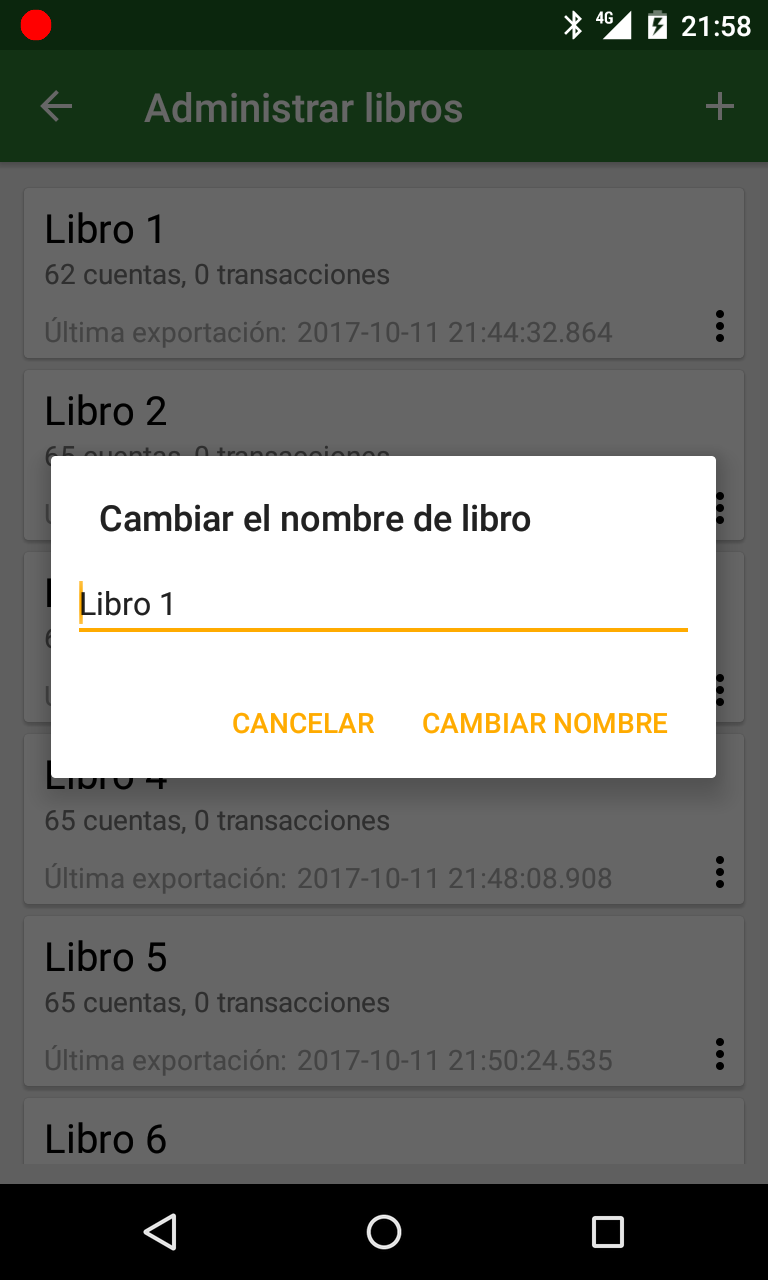 4G 21:58
Administrar libros
Libro 1
62 cuentas, 0 transacciones
Última exportación: 2017-10-11 21:44:32.864
Libro 2
65 cuentas, 0 transacciones
Cambiar el nombre de libro
Libro 1
CANCELAR CAMBIAR NOMBRE
Libro 4
65 cuentas, 0 transacciones
Última exportación: 2017-10-11 21:48:08.908
Libro 5
65 cuentas, 0 transacciones
Última exportación: 2017-10-11 21:50:24.535
Libro 6